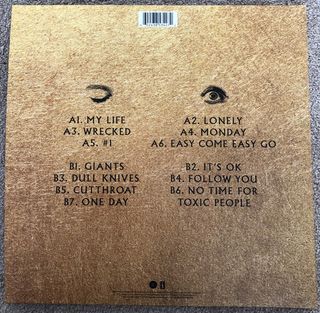 A1. MY LIFE
A2. LONELY
A3. WRECKED
A4. MONDAY
A5. #1
A6. EASY COME EASY GO
B1. GIANTS
B2. IT'S OK
B3. DULL KNIVES
B4. FOLLOW YOU
B5. CUTTHROAT
B6. NO TIME FOR
TOXIC PEOPLE
B7. ONE DAY